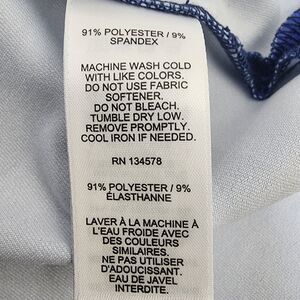 91% POLYESTER / 9%
SPANDEX
MACHINE WASH COLD
WITH LIKE COLORS.
DO NOT USE FABRIC
SOFTENER.
DO NOT BLEACH.
TUMBLE DRY LOW.
REMOVE PROMPTLY.
COOL IRON IF NEEDED.
RN 134578
91% POLYESTER / 9%
ÉLASTHANNE
LAVER À LA MACHINE À
L'EAU FROIDE AVEC
DES COULEURS
SIMILAIRES.
NE PAS UTILISER
D'ADOUCISSANT.
EAU DE JAVEL
INTERDITE.